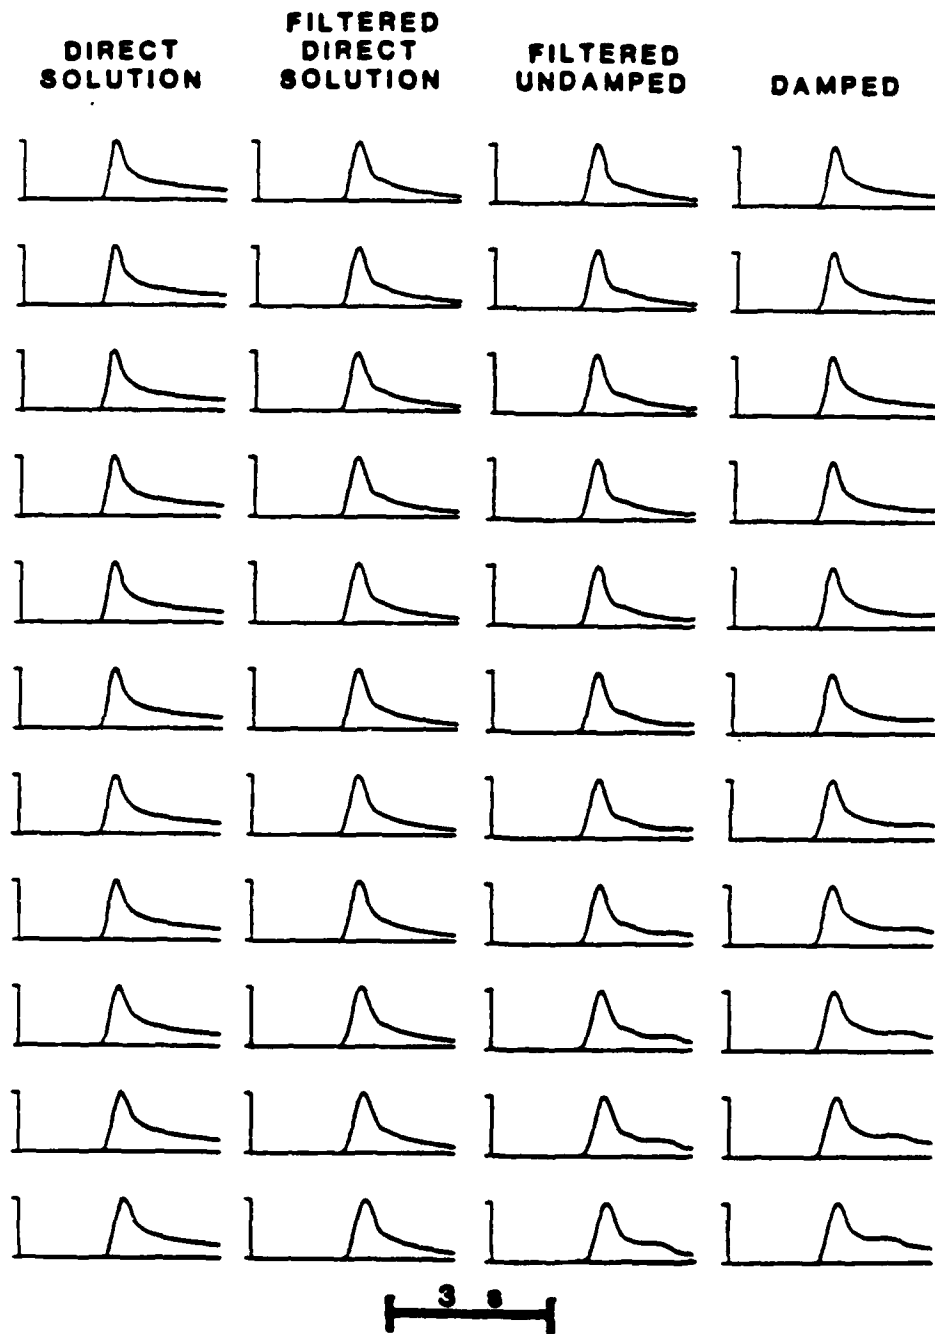 DIRECT
SOLUTION
FILTERED
DIRECT
SOLUTION
FILTERED
UNDAMPED
DAMPED
3 s